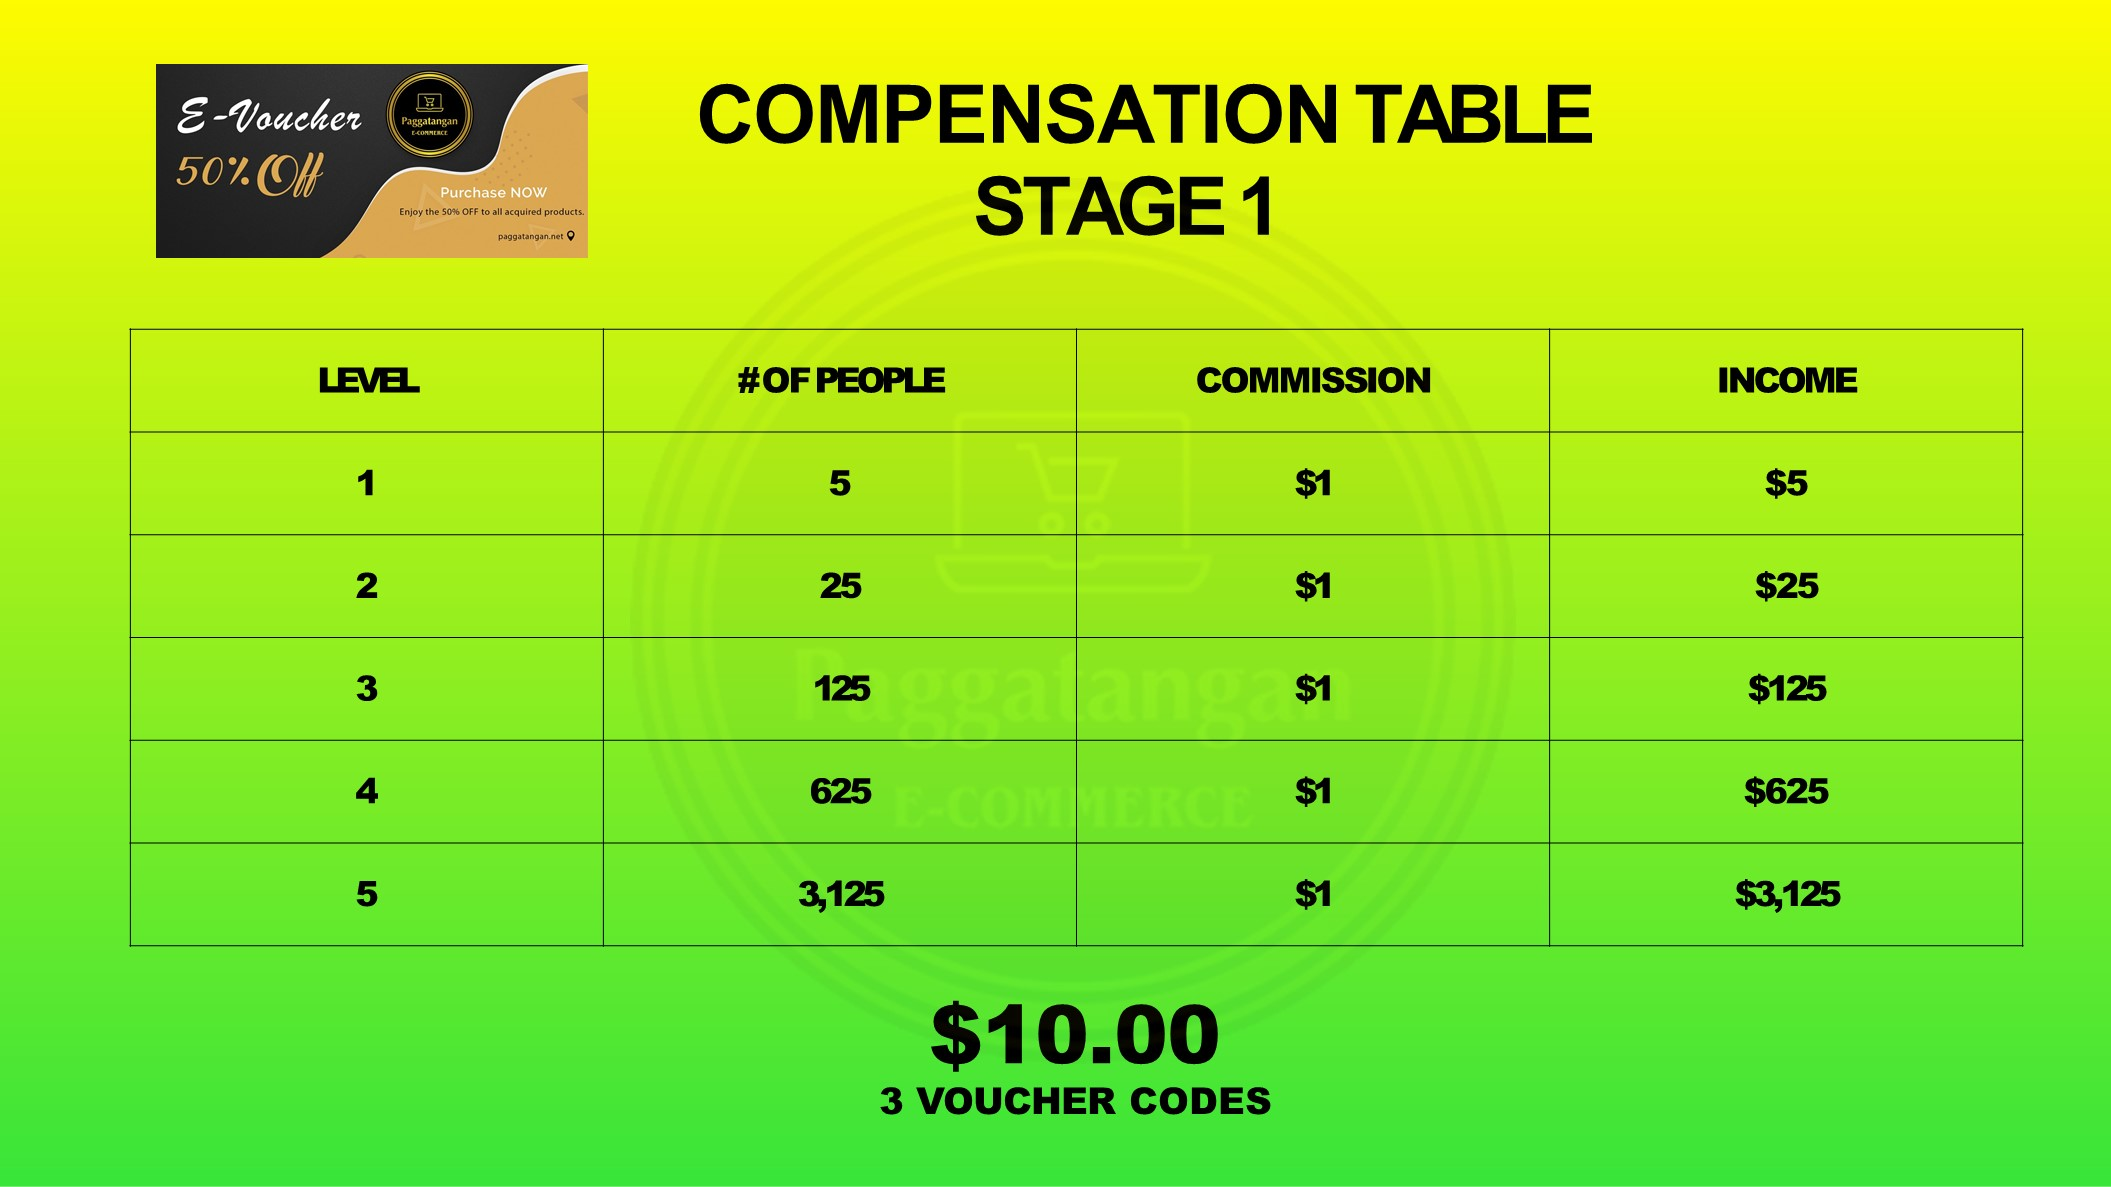 E-Voucher
50% Off
Paggatangan
E-COMMERCE
Purchase NOW
Enjoy the 50% OFF to all acquired products.
paggatangan.net
COMPENSATION TABLE
STAGE 1
LEVEL # OF PEOPLE COMMISSION INCOME
1 5 $1 $5
2 25 $1 $25
3 125 $1 $125
4 625 $1 $625
5 3,125 $1 $3,125
Paggatangan
E-COMMERCE
$10.00
3 VOUCHER CODES